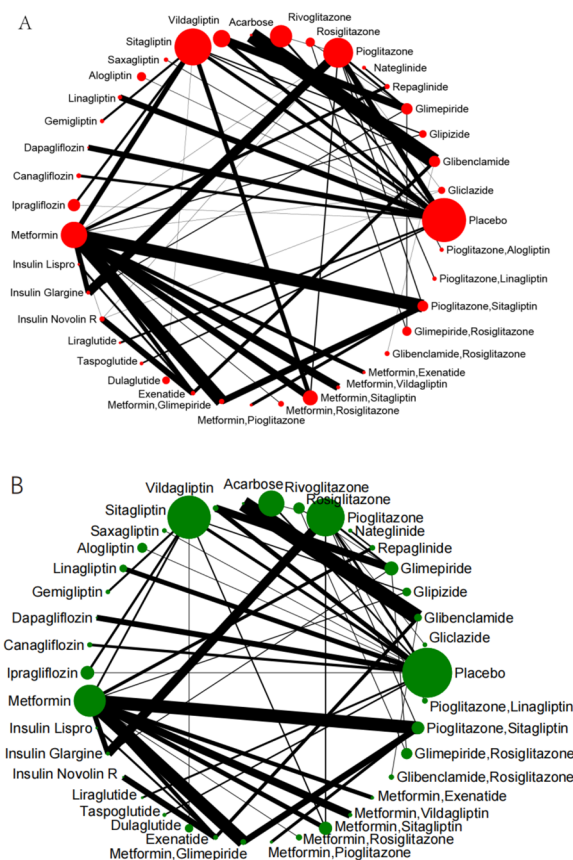 A
Vildagliptin
Acarbose
Rivoglitazone
Rosiglitazone
Pioglitazone
Sitagliptin
Saxagliptin
Nateglinide
Alogliptin
Repaglinide
Linagliptin
Glimepiride
Gemigliptin
Glipizide
Dapagliflozin
Glibenclamide
Canagliflozin
Gliclazide
Ipragliflozin
Placebo
Metformin
Pioglitazone,Alogliptin
Insulin Lispro
Pioglitazone,Linagliptin
Insulin Glargine
Pioglitazone,Sitagliptin
Insulin Novolin R
Glimepiride,Rosiglitazone
Liraglutide
Glibenclamide,Rosiglitazone
Taspoglutide
Metformin,Exenatide
Dulaglutide
Metformin,Vildagliptin
Exenatide
Metformin,Sitagliptin
Metformin,Glimepiride
Metformin,Rosiglitazone
Metformin,Pioglitazone
B
Vildagliptin
Acarbose
Rivoglitazone
Rosiglitazone
Sitagliptin
Pioglitazone
Saxagliptin
Nateglinide
Alogliptin
Repaglinide
Linagliptin
Glimepiride
Gemigliptin
Glipizide
Dapagliflozin
Glibenclamide
Canagliflozin
Gliclazide
Ipragliflozin
Placebo
Metformin
Pioglitazone,Linagliptin
Insulin Lispro
Pioglitazone,Sitagliptin
Insulin Glargine
Glimepiride,Rosiglitazone
Insulin Novolin R
Glibenclamide,Rosiglitazone
Liraglutide
Metformin,Exenatide
Taspoglutide
Metformin,Vildagliptin
Dulaglutide
Metformin,Sitagliptin
Exenatide
Metformin,Rosiglitazone
Metformin,Glimepiride
Metformin,Pioglitazone